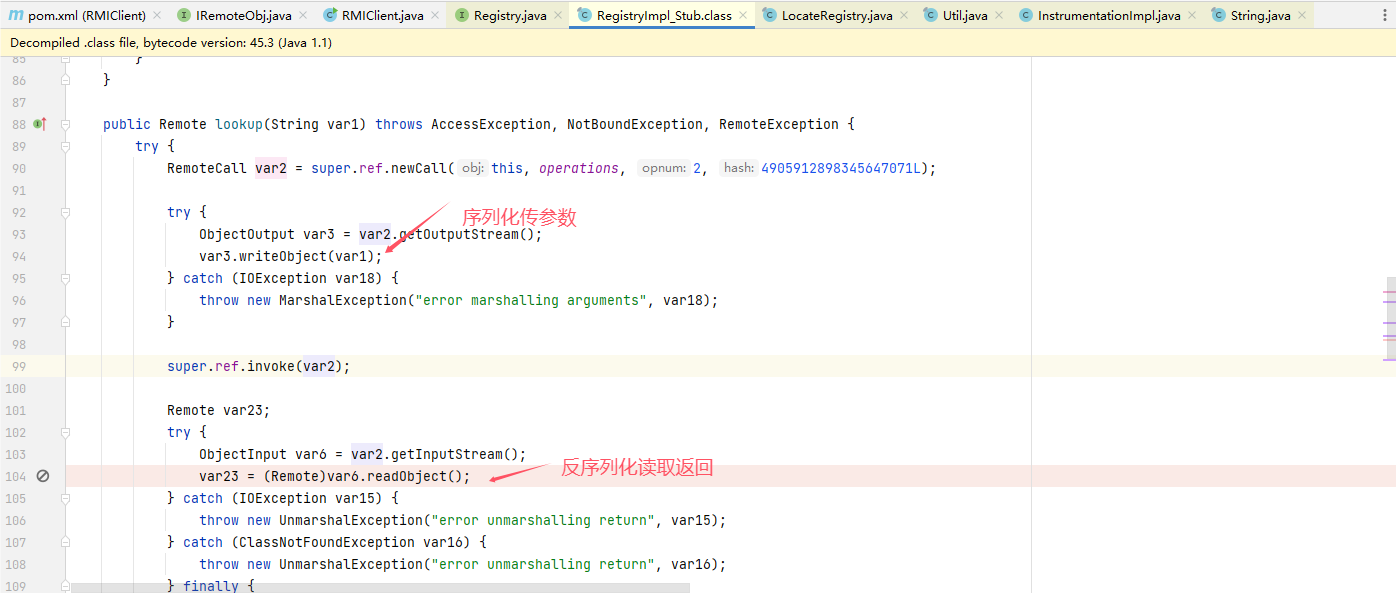 pom.xml (RMIClient) IRemoteObj.java RMIClient.java Registry.java RegistryImpl_Stub.class LocateRegistry.java Util.java InstrumentationImpl.java String.java
Decompiled .class file, bytecode version: 45.3 (Java 1.1)
85 }
86 }
87
88 public Remote lookup(String var1) throws AccessException, NotBoundException, RemoteException {
89 try {
90 RemoteCall var2 = super.ref.newCall( obj: this, operations, opnum: 2, hash: 4905912898345647071L);
91
92 try {
序列化传参数
93 ObjectOutput var3 = var2.getOutputStream();
94 var3.writeObject(var1);
95 } catch (IOException var18) {
96 throw new MarshalException("error marshalling arguments", var18);
97 }
98
99 super.ref.invoke(var2);
100
101 Remote var23;
102 try {
103 ObjectInput var6 = var2.getInputStream();
反序列化读取返回
104 var23 = (Remote)var6.readObject();
105 } catch (IOException var15) {
106 throw new UnmarshalException("error unmarshalling return", var15);
107 } catch (ClassNotFoundException var16) {
108 throw new UnmarshalException("error unmarshalling return", var16);
109 } finally {